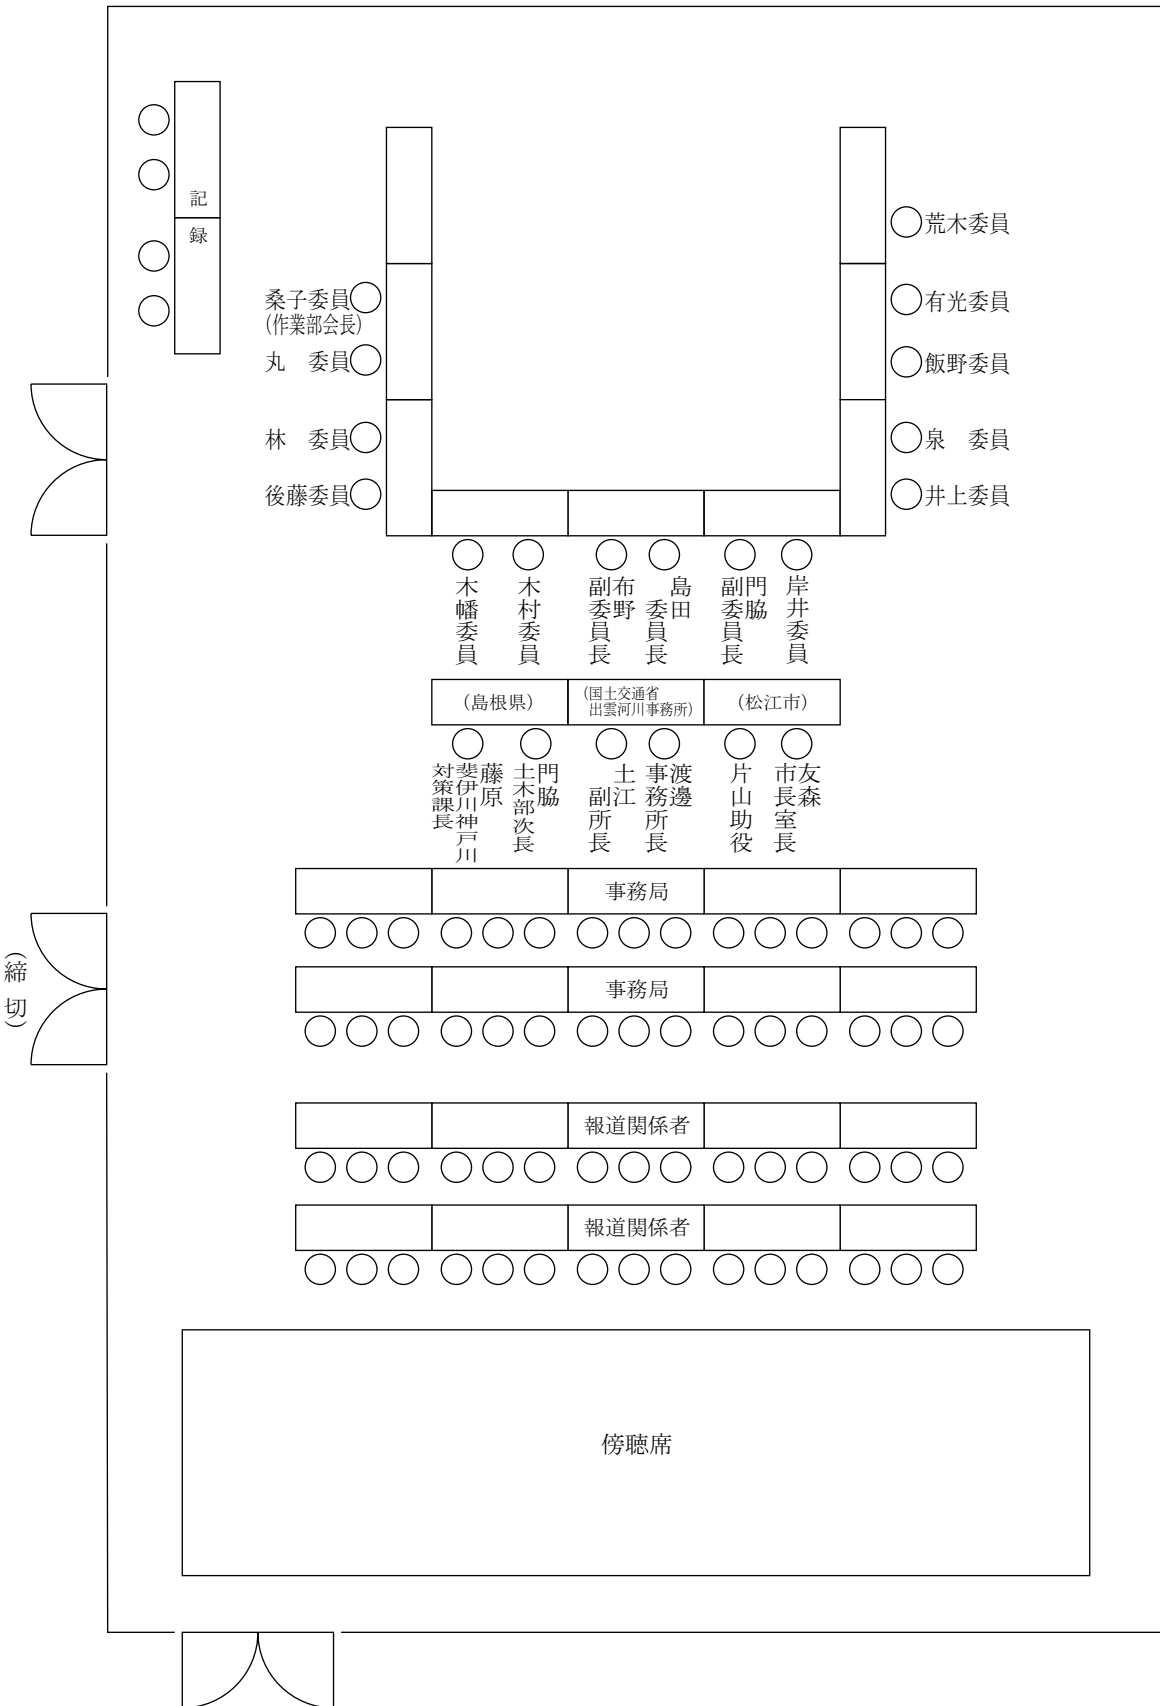 記
録
荒木委員
桑子委員
(作業部会長)
有光委員
丸　委員
飯野委員
林　委員
泉　委員
後藤委員
井上委員
木幡委員
木村委員
布野
副委員長
島田
委員長
門脇
副委員長
岸井委員
(島根県)
(国土交通省
出雲河川事務所)
(松江市)
藤原
斐伊川神戸川
対策課長
門脇
土木部次長
土江
副所長
渡邊
事務所長
片山助役
友森
市長室長
事務局
(締切)
事務局
報道関係者
報道関係者
傍聴席